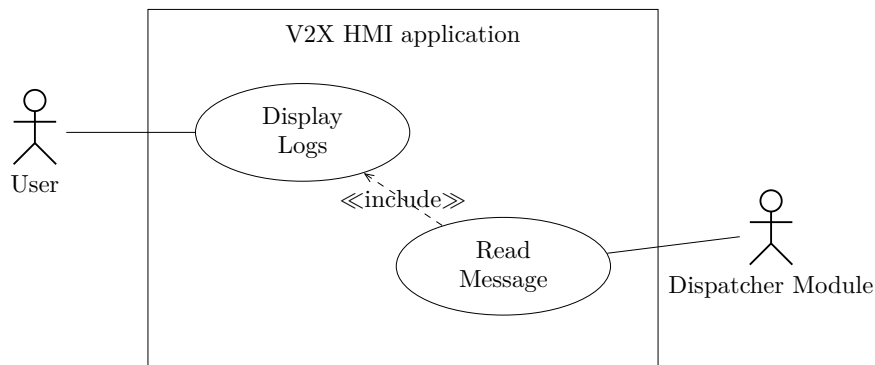 V2X HMI application
Display
Logs
User
≪include≫
Read
Message
Dispatcher Module